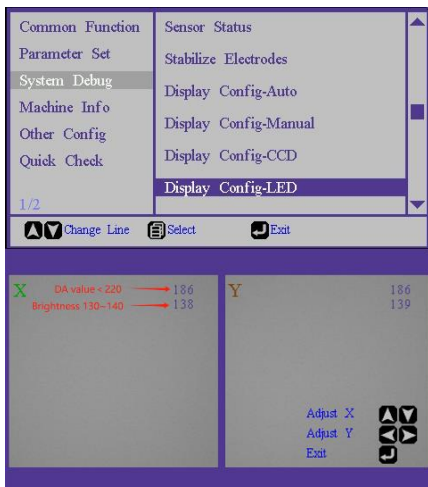 Common Function
Parameter Set
System Debug
Machine Info
Other Config
Quick Check
1/2
Sensor Status
Stabilize Electrodes
Display Config-Auto
Display Config-Manual
Display Config-CCD
Display Config-LED
Change Line Select Exit
X DA value < 220 186
Brightness 130~140 138
Y 186
139
Adjust X
Adjust Y
Exit